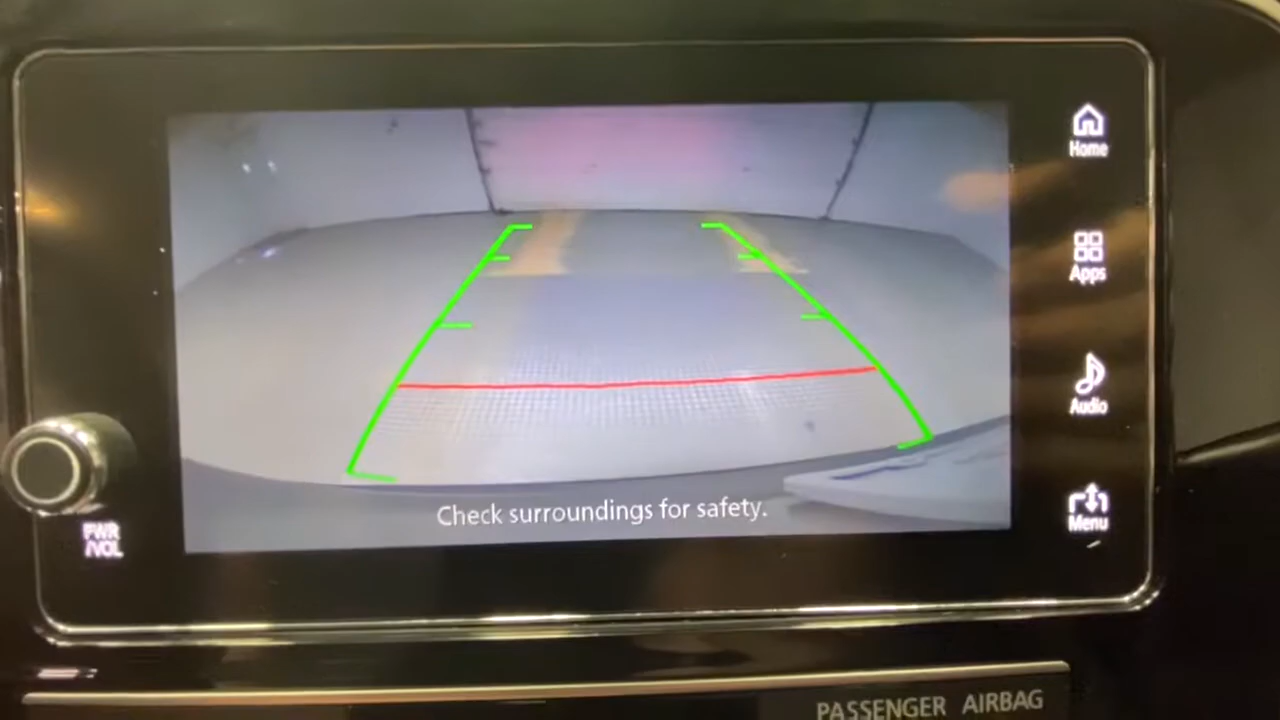 Home
Apps
Audio
Menu
PWR
/VOL
Check surroundings for safety.
PASSENGER AIRBAG